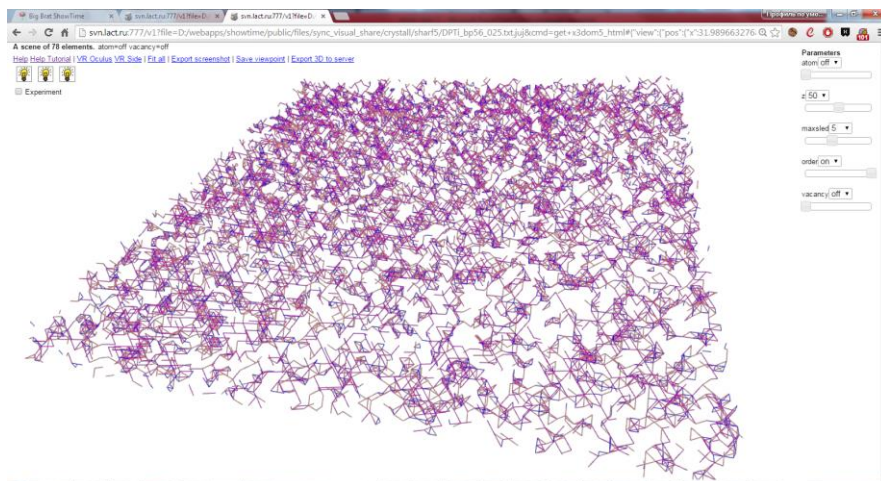 Big Brat ShowTime
svn.lact.ru:777/v1?file=D:/
svn.lact.ru:777/v1?file=D:/
svn.lact.ru:777/v1?file=D:/webapps/showtime/public/files/sync_visual_share/crystall/sharf5/DPTi_bp56_025.txt.juj&cmd=get+x3dom5_html#{"view":{"pos":{"x":31.989663276
A scene of 78 elements. atom=off vacancy=off
Help Help Tutorial | VR Oculus VR Side | Fit all | Export screenshot | Save viewpoint | Export 3D to server
Experiment
Parameters
atom off
z 50
maxsled 5
order on
vacancy off